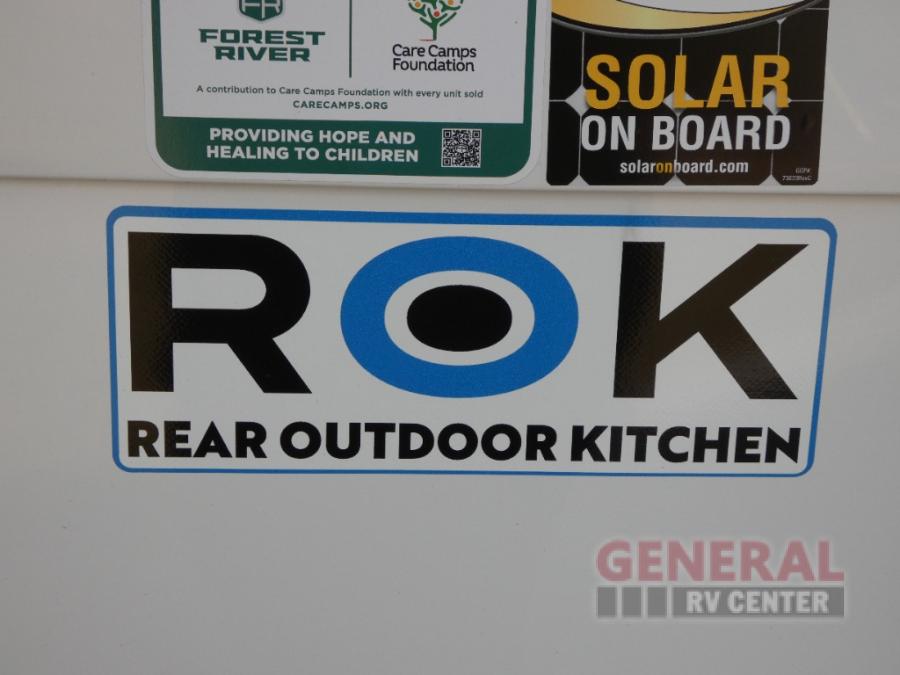 FR
FOREST
RIVER
Care Camps
Foundation
A contribution to Care Camps Foundation with every unit sold
CARECAMPS.ORG
PROVIDING HOPE AND
HEALING TO CHILDREN
SOLAR
ON BOARD
solaronboard.com
ROK
REAR OUTDOOR KITCHEN
GENERAL
RV CENTER